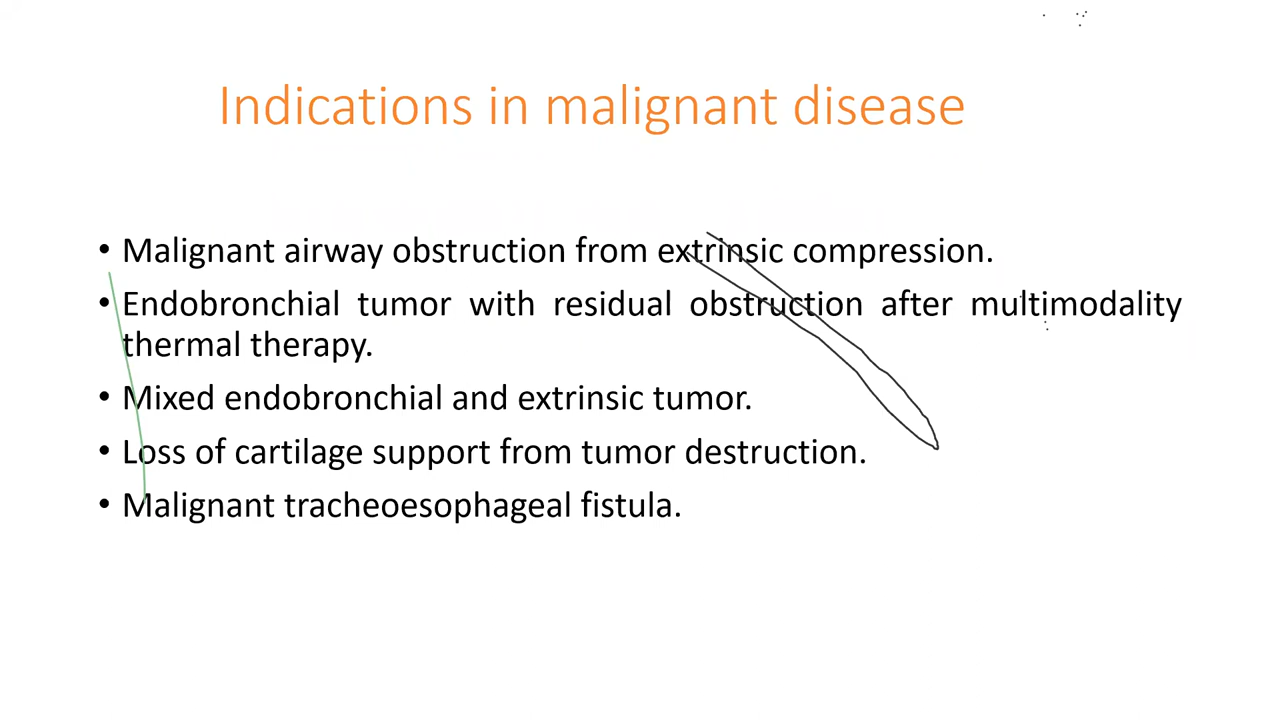 Indications in malignant disease
• Malignant airway obstruction from extrinsic compression.
• Endobronchial tumor with residual obstruction after multimodality
thermal therapy.
• Mixed endobronchial and extrinsic tumor.
• Loss of cartilage support from tumor destruction.
• Malignant tracheoesophageal fistula.